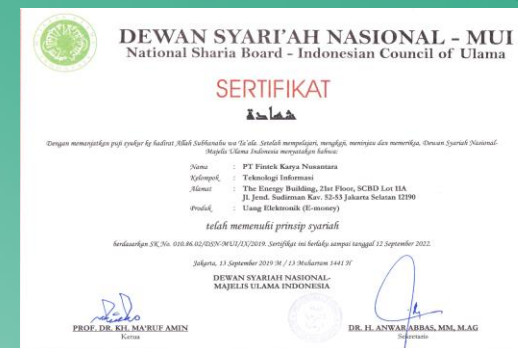 DEWAN SYARI'AH NASIONAL - MUI
National Sharia Board - Indonesian Council of Ulama
SERTIFIKAT
شهادة
Dengan memanjatkan puji syukur ke hadirat Allah Subhanahu wa Ta'ala. Setelah mempelajari, mengkaji, meninjau dan memeriksa, Dewan Syariah Nasional-
Majelis Ulama Indonesia menyatakan bahwa:
Nama : PT Fintek Karya Nusantara
Kelompok : Teknologi Informasi
Alamat : The Energy Building, 21st Floor, SCBD Lot IIA
Jl. Jend. Sudirman Kav. 52-53 Jakarta Selatan 12190
Produk : Uang Elektronik (E-money)
telah memenuhi prinsip syariah
berdasarkan SK No. 010.46.02/DSN-MUI/IX/2019. Sertifikat ini berlaku sampai tanggal 12 September 2022.
Jakarta, 13 September 2019 M / 13 Muharram 1441 H
DEWAN SYARIAH NASIONAL-
MAJELIS ULAMA INDONESIA
PROF. DR. KH. MA'RUF AMIN
Ketua
DR. H. ANWAR ABBAS, MM, M.AG
Sekretaris